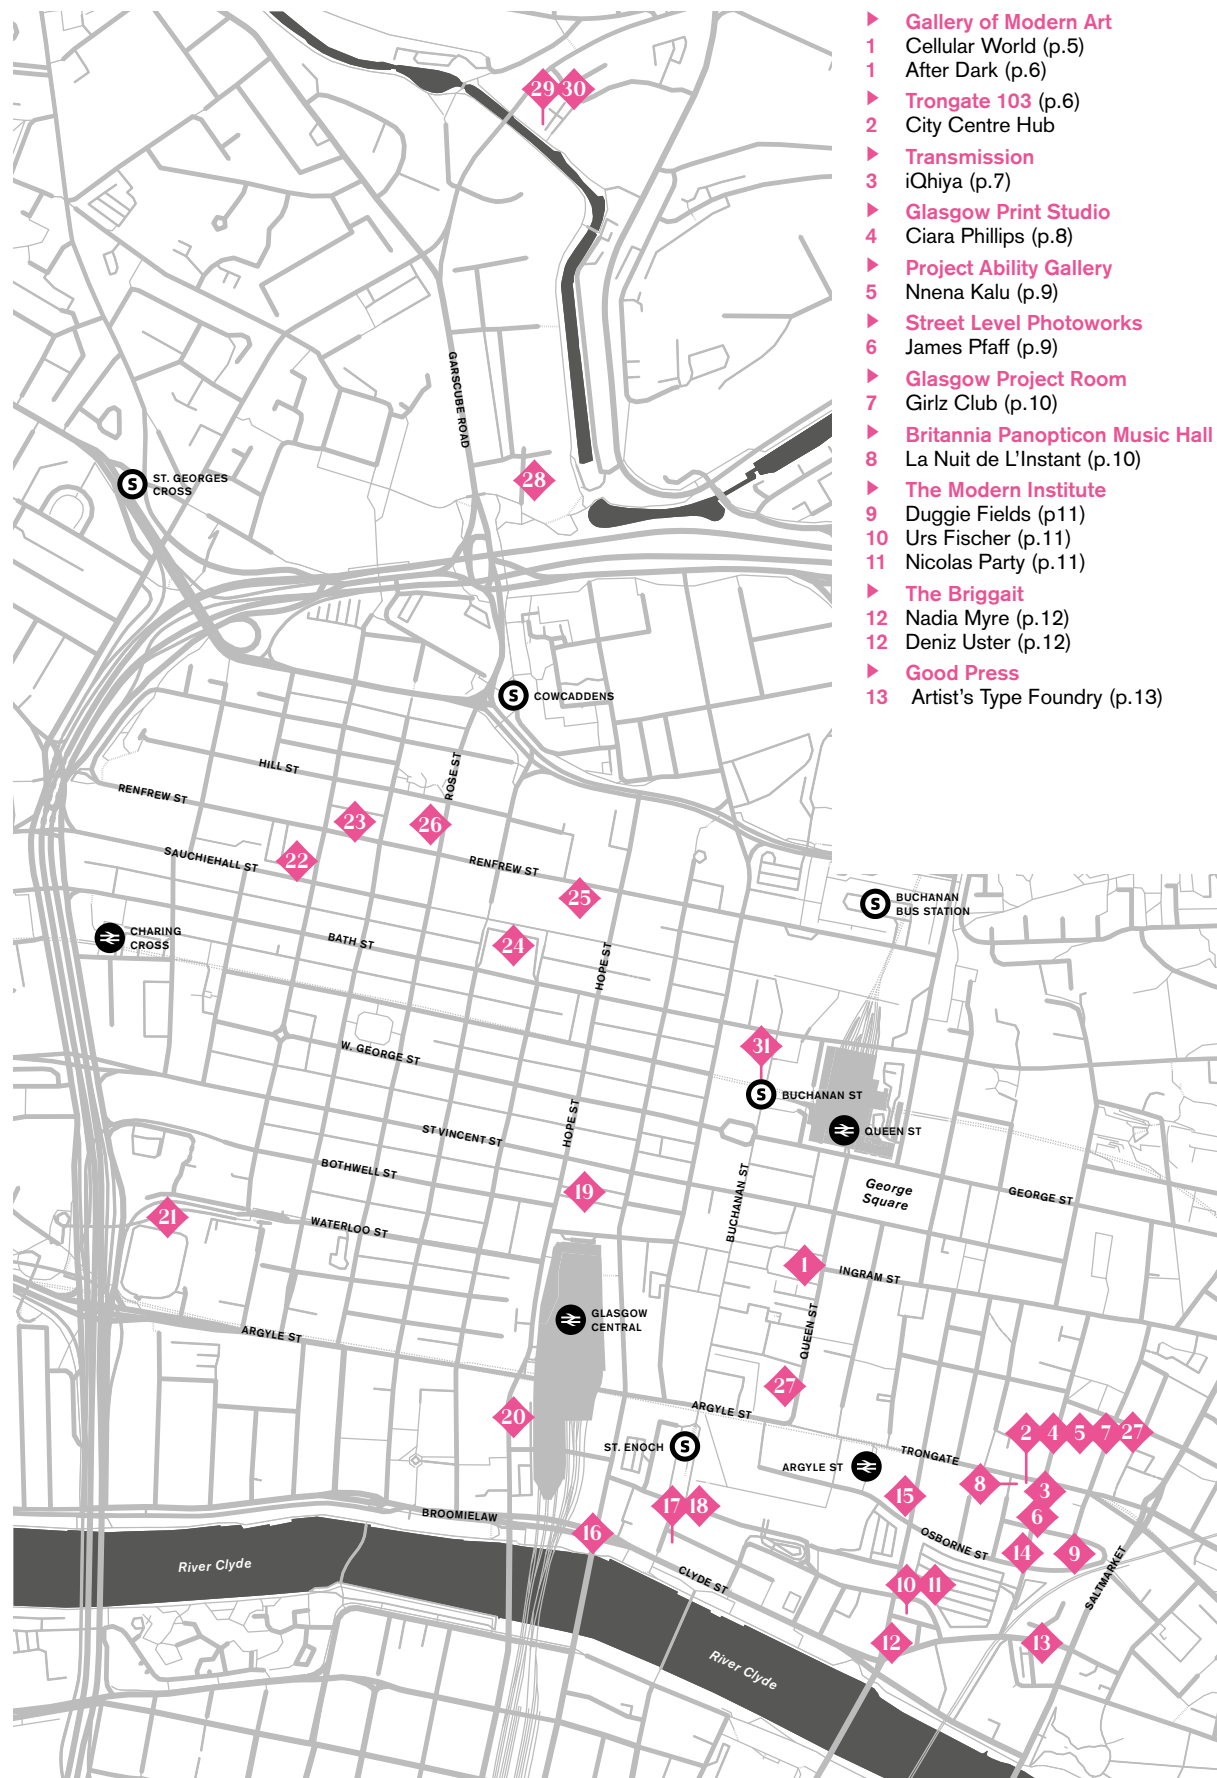 ▶ Gallery of Modern Art
1 Cellular World (p.5)
1 After Dark (p.6)
▶ Trongate 103 (p.6)
2 City Centre Hub
▶ Transmission
3 iQhiya (p.7)
▶ Glasgow Print Studio
4 Ciara Phillips (p.8)
▶ Project Ability Gallery
5 Nnena Kalu (p.9)
▶ Street Level Photoworks
6 James Pfaff (p.9)
▶ Glasgow Project Room
7 Girlz Club (p.10)
▶ Britannia Panopticon Music Hall
8 La Nuit de L'Instant (p.10)
▶ The Modern Institute
9 Duggie Fields (p11)
10 Urs Fischer (p.11)
11 Nicolas Party (p.11)
▶ The Briggait
12 Nadia Myre (p.12)
12 Deniz Uster (p.12)
▶ Good Press
13 Artist's Type Foundry (p.13)
29 30
GARSCUBE ROAD
28
S ST. GEORGES
CROSS
S COWCADDENS
HILL ST
ROSE ST
RENFREW ST
23
26
SAUCHIEHALL ST
22
RENFREW ST
25
S BUCHANAN
BUS STATION
CHARING
CROSS
BATH ST
24
HOPE ST
31
W. GEORGE ST
S BUCHANAN ST
HOPE ST
QUEEN ST
ST VINCENT ST
BOTHWELL ST
19
BUCHANAN ST
George
Square
GEORGE ST
21
WATERLOO ST
1
INGRAM ST
GLASGOW
CENTRAL
ARGYLE ST
QUEEN ST
27
20
ARGYLE ST
2 4 5 7 27
ST. ENOCH S
TRONGATE
ARGYLE ST
8
3
15
17 18
BROOMIELAW
6
16
OSBORNE ST
14
9
River Clyde
CLYDE ST
SALTMARKET
10 11
12
13
River Clyde